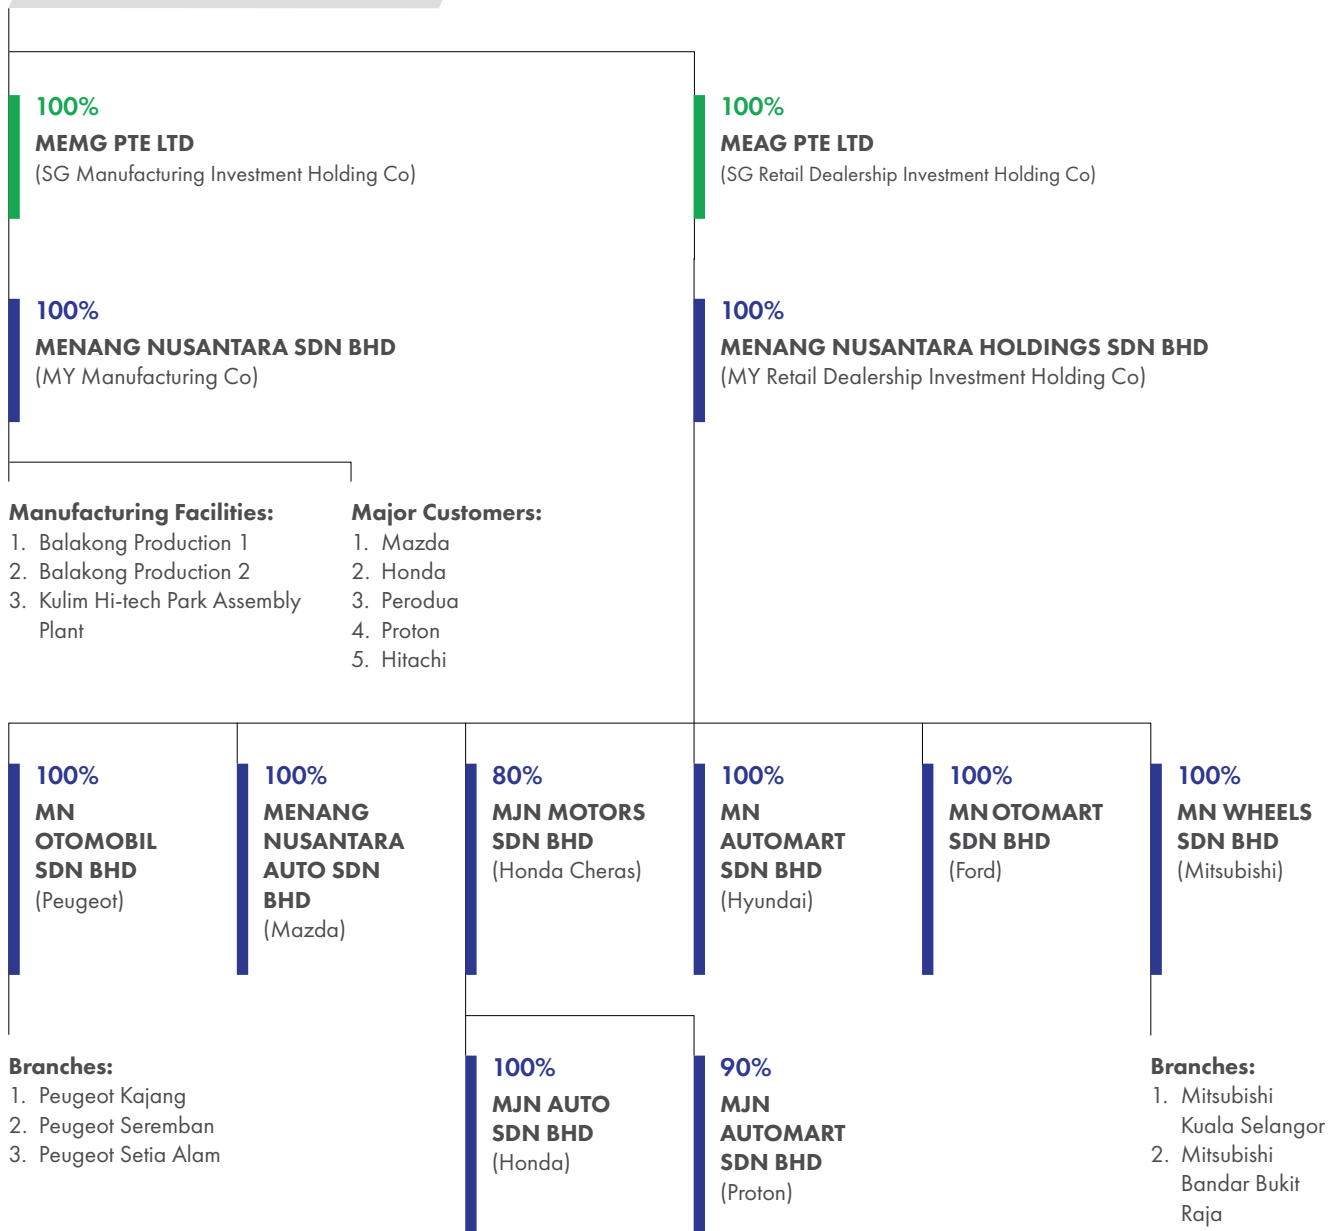 100%
MEMG PTE LTD
(SG Manufacturing Investment Holding Co)
100%
MEAG PTE LTD
(SG Retail Dealership Investment Holding Co)
100%
MENANG NUSANTARA SDN BHD
(MY Manufacturing Co)
100%
MENANG NUSANTARA HOLDINGS SDN BHD
(MY Retail Dealership Investment Holding Co)
Manufacturing Facilities:
1. Balakong Production 1
2. Balakong Production 2
3. Kulim Hi-tech Park Assembly
Plant
Major Customers:
1. Mazda
2. Honda
3. Perodua
4. Proton
5. Hitachi
100%
MN
OTOMOBIL
SDN BHD
(Peugeot)
100%
MENANG
NUSANTARA
AUTO SDN
BHD
(Mazda)
80%
MJN MOTORS
SDN BHD
(Honda Cheras)
100%
MN
AUTOMART
SDN BHD
(Hyundai)
100%
MN OTOMART
SDN BHD
(Ford)
100%
MN WHEELS
SDN BHD
(Mitsubishi)
Branches:
1. Peugeot Kajang
2. Peugeot Seremban
3. Peugeot Setia Alam
100%
MJN AUTO
SDN BHD
(Honda)
90%
MJN
AUTOMART
SDN BHD
(Proton)
Branches:
1. Mitsubishi
Kuala Selangor
2. Mitsubishi
Bandar Bukit
Raja